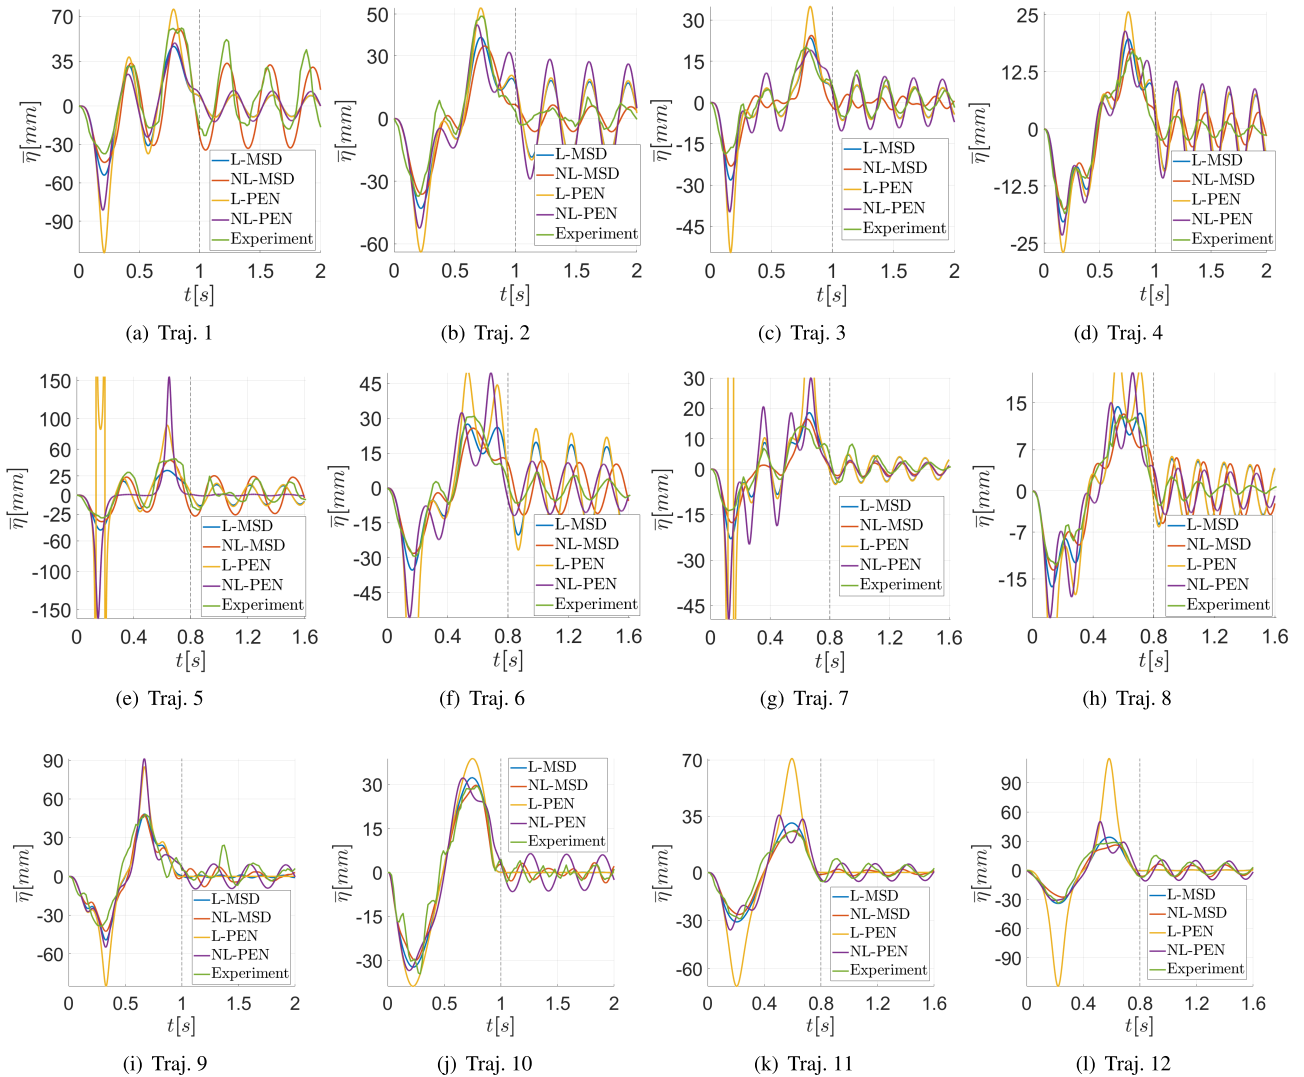 70
35
0
-30
-60
-90
η̅[mm]
L-MSD
NL-MSD
L-PEN
NL-PEN
Experiment
0 0.5 1 1.5 2
t[s]
(a) Traj. 1
53
30
0
-30
-60
η̅[mm]
L-MSD
NL-MSD
L-PEN
NL-PEN
Experiment
0 0.5 1 1.5 2
t[s]
(b) Traj. 2
35
15
0
-15
-30
-45
η̅[mm]
L-MSD
NL-MSD
L-PEN
NL-PEN
Experiment
0 0.5 1 1.5 2
t[s]
(c) Traj. 3
25
12.5
0
-12.5
-25
η̅[mm]
L-MSD
NL-MSD
L-PEN
NL-PEN
Experiment
0 0.5 1 1.5 2
t[s]
(d) Traj. 4
150
100
60
25
0
-25
-60
-100
-150
η̅[mm]
L-MSD
NL-MSD
L-PEN
NL-PEN
Experiment
0 0.4 0.8 1.2 1.6
t[s]
(e) Traj. 5
45
30
15
0
-15
-30
-45
η̅[mm]
L-MSD
NL-MSD
L-PEN
NL-PEN
Experiment
0 0.4 0.8 1.2 1.6
t[s]
(f) Traj. 6
30
20
10
0
-15
-30
-45
η̅[mm]
L-MSD
NL-MSD
L-PEN
NL-PEN
Experiment
0 0.4 0.8 1.2 1.6
t[s]
(g) Traj. 7
15
7
0
-7
-15
η̅[mm]
L-MSD
NL-MSD
L-PEN
NL-PEN
Experiment
0 0.4 0.8 1.2 1.6
t[s]
(h) Traj. 8
90
60
30
0
-30
-60
η̅[mm]
L-MSD
NL-MSD
L-PEN
NL-PEN
Experiment
0 0.5 1 1.5 2
t[s]
(i) Traj. 9
30
15
0
-15
-30
η̅[mm]
L-MSD
NL-MSD
L-PEN
NL-PEN
Experiment
0 0.5 1 1.5 2
t[s]
(j) Traj. 10
70
35
0
-30
-60
η̅[mm]
L-MSD
NL-MSD
L-PEN
NL-PEN
Experiment
0 0.4 0.8 1.2 1.6
t[s]
(k) Traj. 11
90
60
30
0
-30
-60
-90
η̅[mm]
L-MSD
NL-MSD
L-PEN
NL-PEN
Experiment
0 0.4 0.8 1.2 1.6
t[s]
(l) Traj. 12